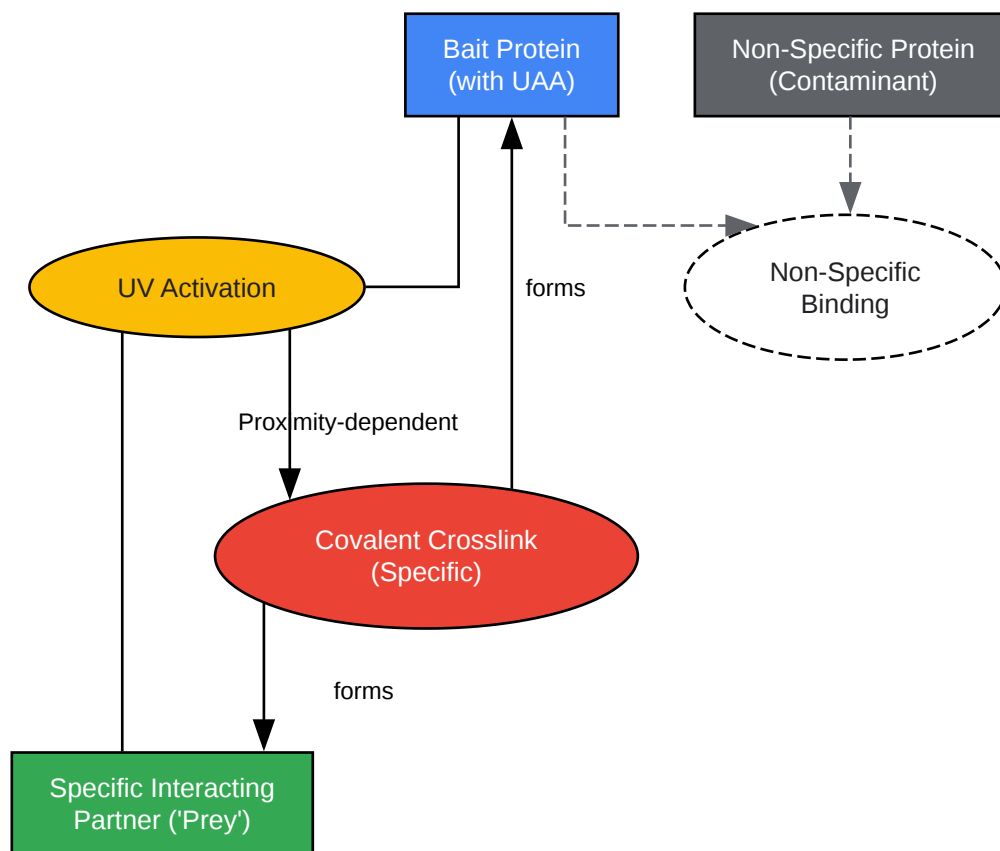 Bait Protein
(with UAA)
Non-Specific Protein
(Contaminant)
UV Activation
forms
Non-Specific
Binding
Proximity-dependent
Covalent Crosslink
(Specific)
forms
Specific Interacting
Partner ('Prey')